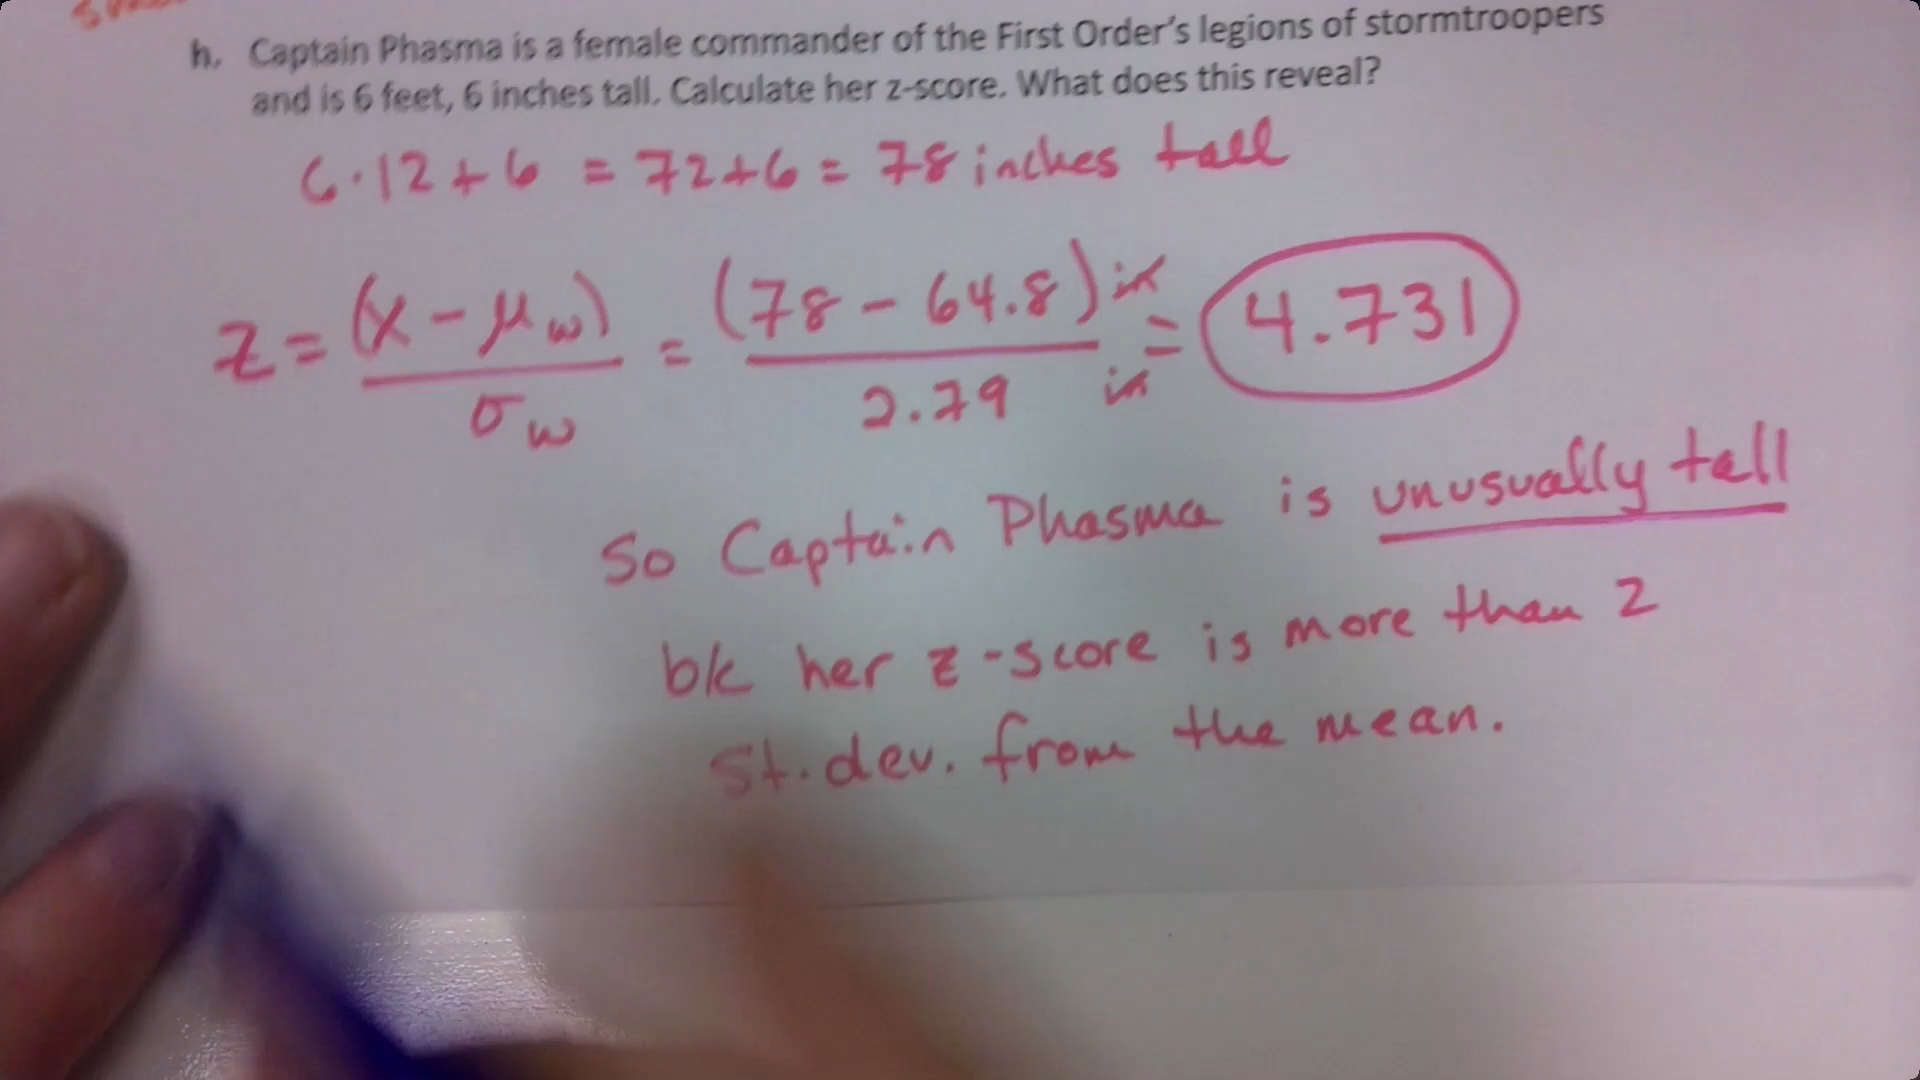 h. Captain Phasma is a female commander of the First Order's legions of stormtroopers
and is 6 feet, 6 inches tall. Calculate her z-score. What does this reveal?
6·12+6 = 72+6 = 78 inches tall
z = (x - μw) / σw = (78 - 64.8) in / 2.79 in = 4.731
So Captain Phasma is unusually tall
bk her z-score is more than 2
st. dev. from the mean.